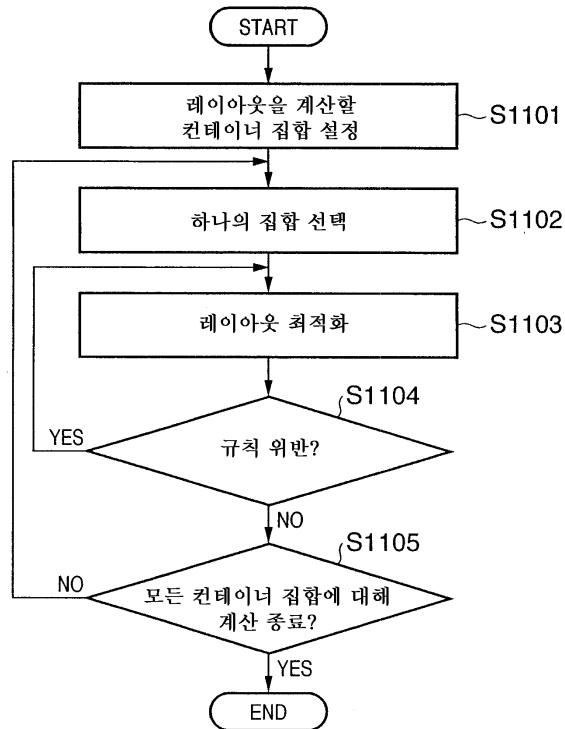 START
레이아웃을 계산할
컨테이너 집합 설정
S1101
하나의 집합 선택
S1102
레이아웃 최적화
S1103
S1104
규칙 위반?
YES
NO
S1105
모든 컨테이너 집합에 대해
계산 종료?
NO
YES
END